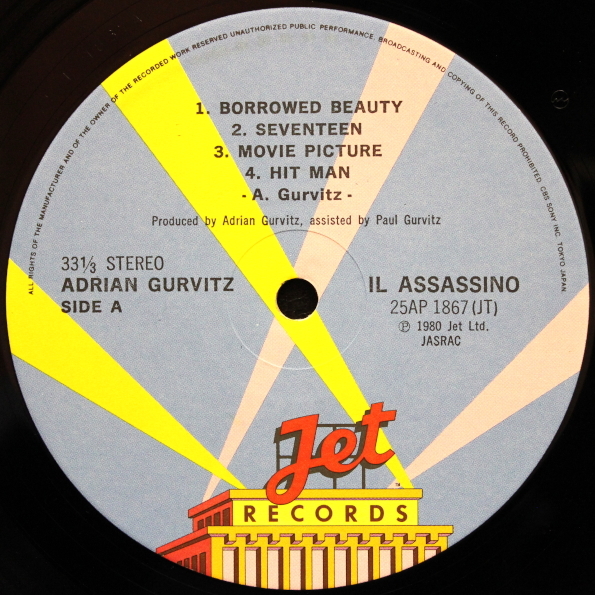 ALL RIGHTS OF THE MANUFACTURER AND OF THE OWNER OF THE RECORDED WORK RESERVED UNAUTHORIZED PUBLIC PERFORMANCE, BROADCASTING AND COPYING OF THIS RECORD PROHIBITED. CBS SONY INC. TOKYO JAPAN.
1. BORROWED BEAUTY
2. SEVENTEEN
3. MOVIE PICTURE
4. HIT MAN
- A. Gurvitz -
Produced by Adrian Gurvitz, assisted by Paul Gurvitz
33⅓ STEREO
ADRIAN GURVITZ
SIDE A
IL ASSASSINO
25AP 1867 (JT)
℗ 1980 Jet Ltd.
JASRAC
Jet
TM
RECORDS